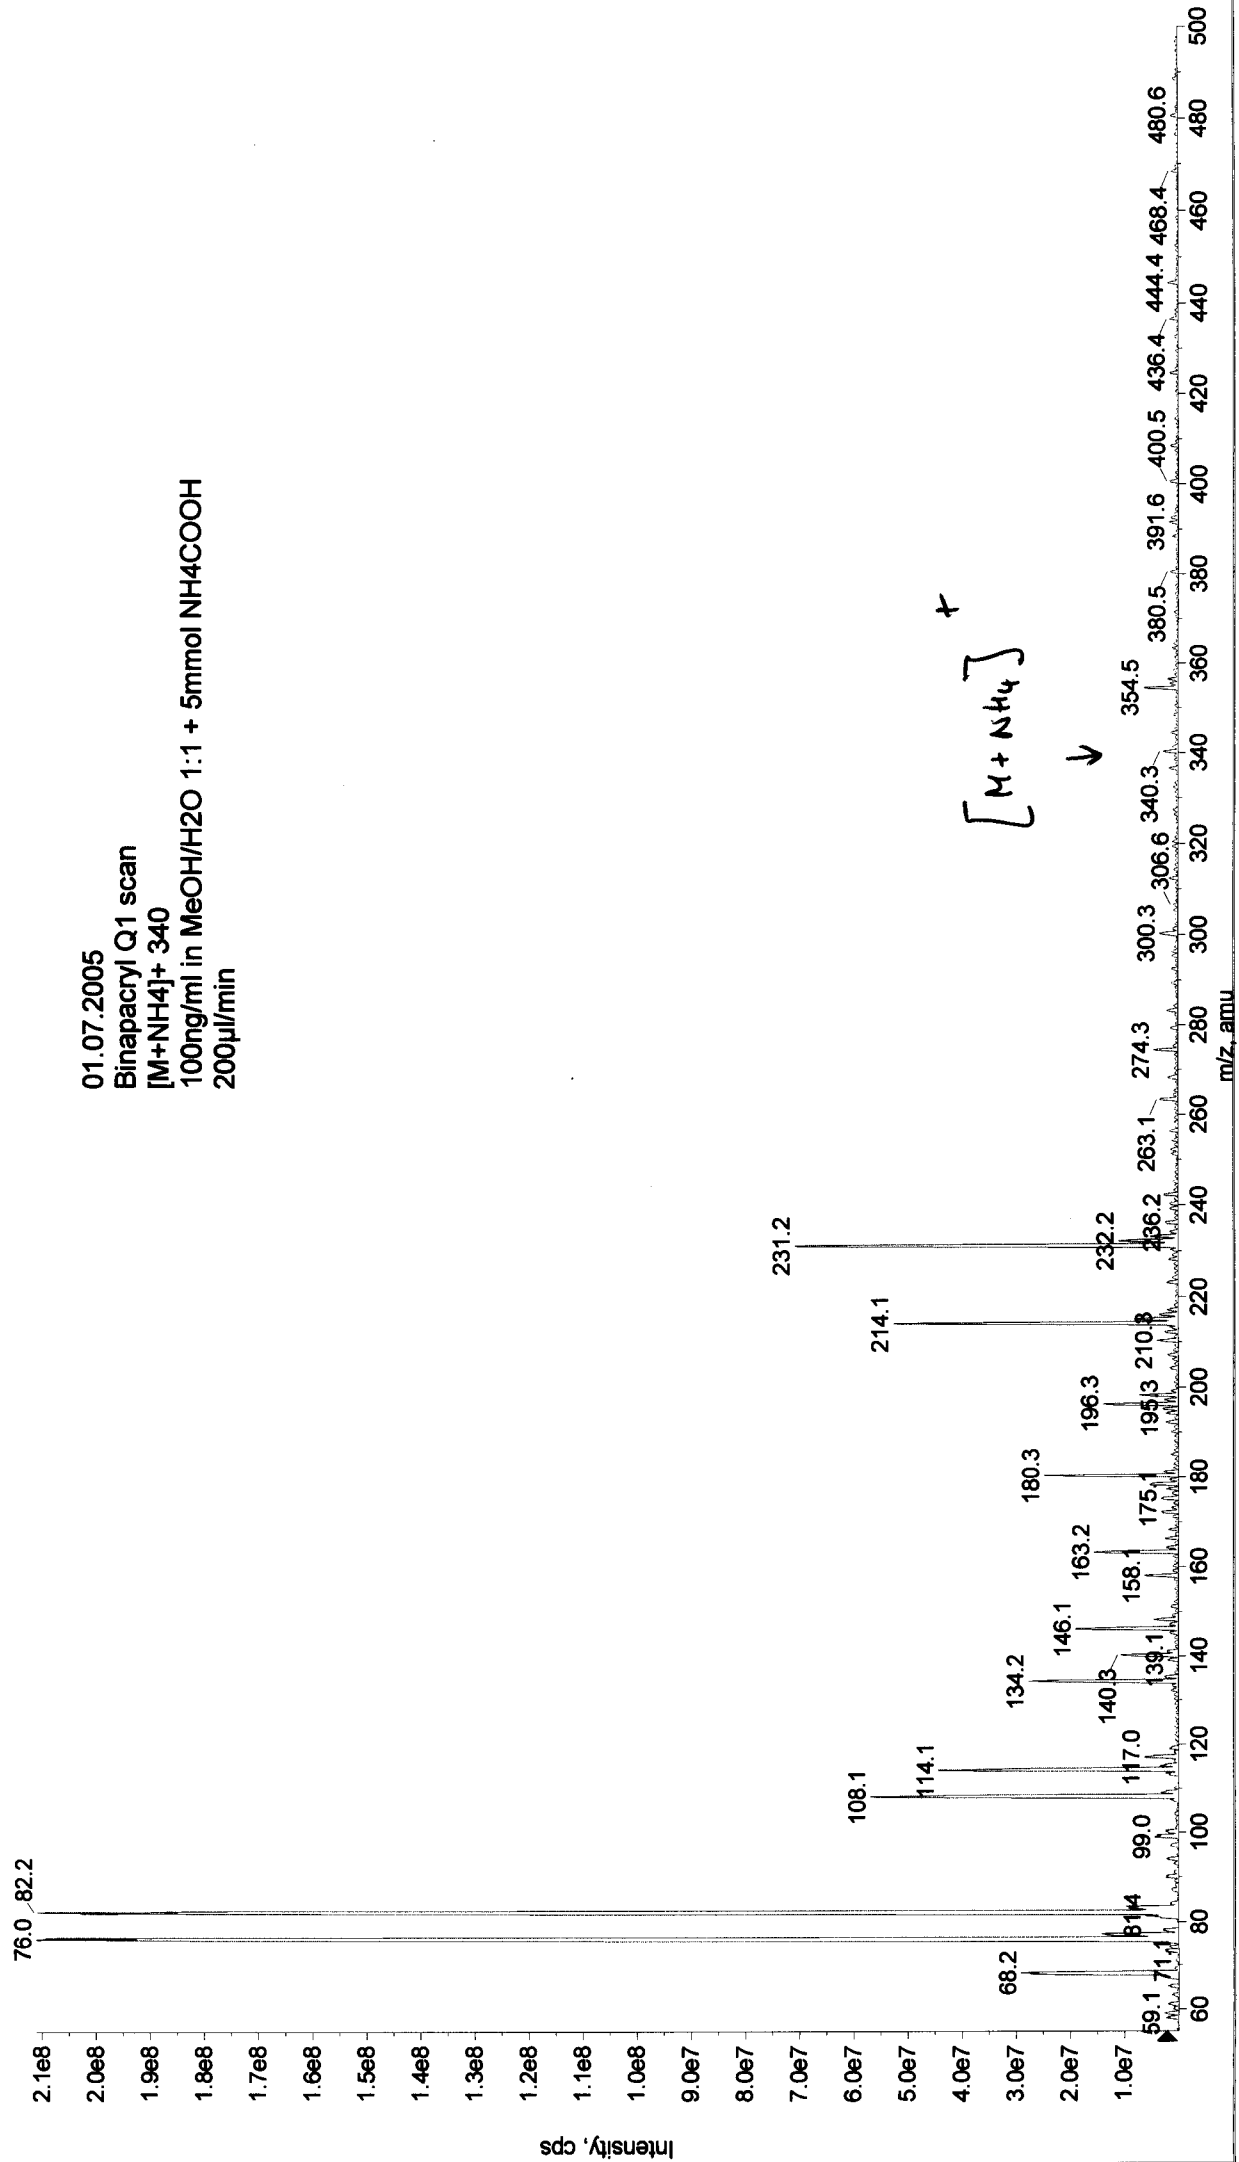 01.07.2005
Binapacryl Q1 scan
[M+NH4]+ 340
100ng/ml in MeOH/H2O 1:1 + 5mmol NH4COOH
200µl/min
[M+NH4]+
↓
76.0
82.2
68.2
59.1
71.1
81.4
99.0
108.1
114.1
117.0
134.2
140.3
139.1
146.1
158.1
163.2
175.1
180.3
196.3
195.3
214.1
210.3
231.2
232.2
236.2
263.1
274.3
300.3
306.6
340.3
354.5
380.5
391.6
400.5
436.4
444.4
468.4
480.6
2.1e8
2.0e8
1.9e8
1.8e8
1.7e8
1.6e8
1.5e8
1.4e8
1.3e8
1.2e8
1.1e8
1.0e8
9.0e7
8.0e7
7.0e7
6.0e7
5.0e7
4.0e7
3.0e7
2.0e7
1.0e7
Intensity, cps
60 80 100 120 140 160 180 200 220 240 260 280 300 320 340 360 380 400 420 440 460 480 500
m/z, amu